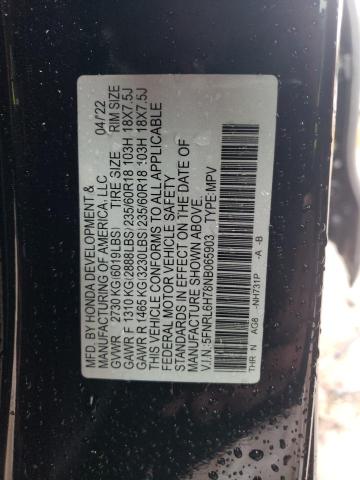 MFD. BY HONDA DEVELOPMENT & 04/22
MANUFACTURING OF AMERICA, LLC
GVWR 2730 KG(6019LBS) TIRE SIZE RIM SIZE
GAWR F 1310 KG(2888LBS) 235/60R18 103H 18X7.5J
GAWR R 1465 KG(3230LBS) 235/60R18 103H 18X7.5J
THIS VEHICLE CONFORMS TO ALL APPLICABLE
FEDERAL MOTOR VEHICLE SAFETY
STANDARDS IN EFFECT ON THE DATE OF
MANUFACTURE SHOWN ABOVE.
V.I.N.:5FNRL6H78NB065903 TYPE MPV
THR N AG8 -NH731P -A -B